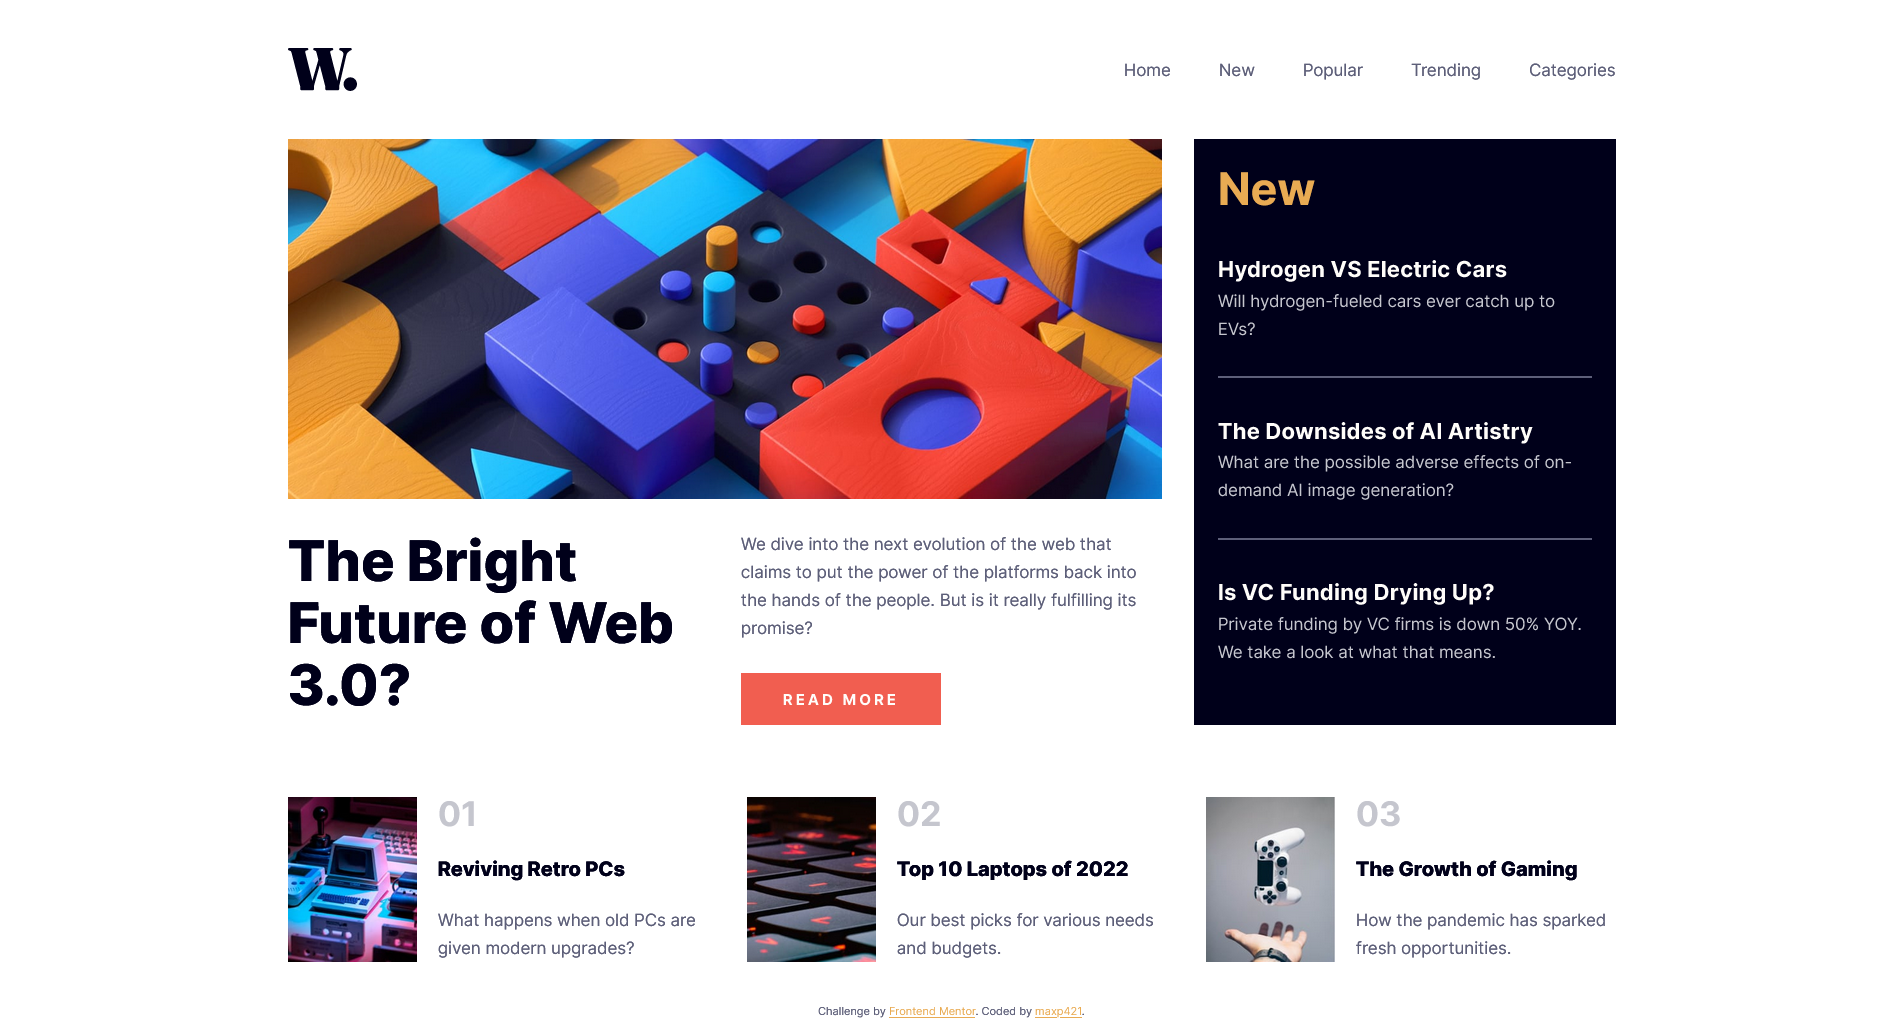 W.
Home New Popular Trending Categories
New
Hydrogen VS Electric Cars
Will hydrogen-fueled cars ever catch up to
EVs?
The Downsides of AI Artistry
What are the possible adverse effects of on-
demand AI image generation?
Is VC Funding Drying Up?
Private funding by VC firms is down 50% YOY.
We take a look at what that means.
The Bright
Future of Web
3.0?
We dive into the next evolution of the web that
claims to put the power of the platforms back into
the hands of the people. But is it really fulfilling its
promise?
READ MORE
01
Reviving Retro PCs
What happens when old PCs are
given modern upgrades?
02
Top 10 Laptops of 2022
Our best picks for various needs
and budgets.
03
The Growth of Gaming
How the pandemic has sparked
fresh opportunities.
Challenge by Frontend Mentor. Coded by maxp421.